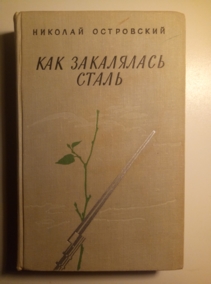 НИКОЛАЙ ОСТРОВСКИЙ
КАК ЗАКАЛЯЛАСЬ
СТАЛЬ